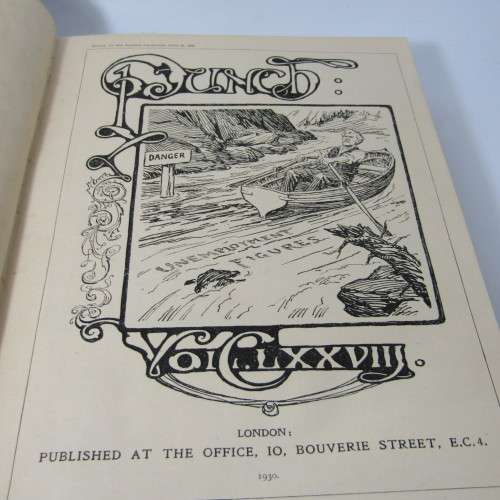 PUNCH:
DANGER
UNEMPLOYMENT
FIGURES
Vol CLXXVIII.
LONDON:
PUBLISHED AT THE OFFICE, 10, BOUVERIE STREET, E.C.4.
1930.